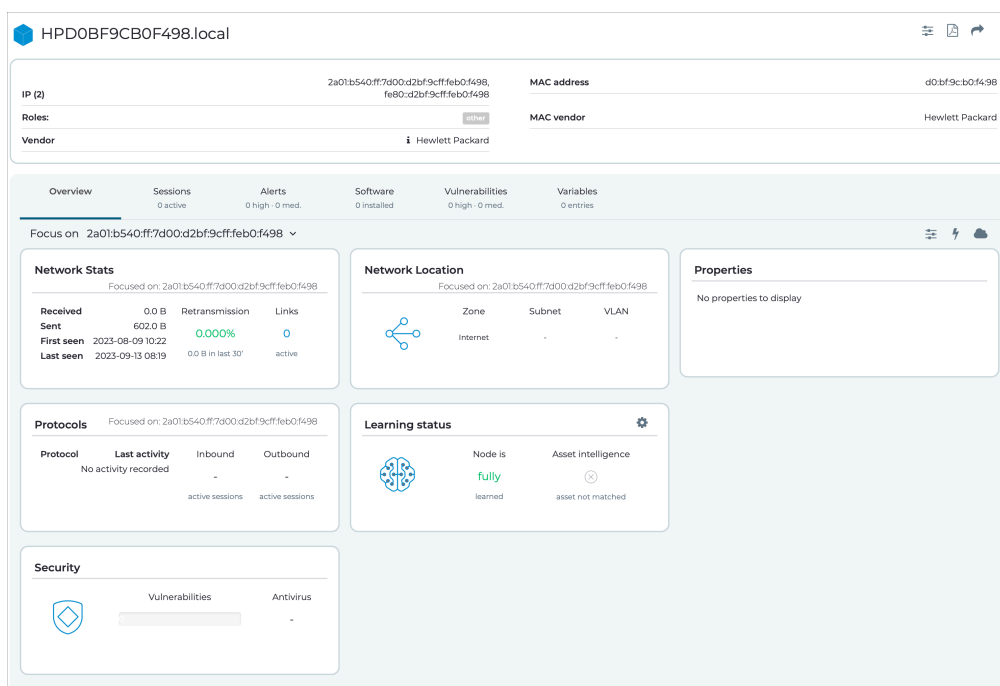 HPD0BF9CB0F498.local
IP (2)
2a01:b540:ff:7d00:d2bf:9cff:feb0:f498,
fe80::d2bf:9cff:feb0:f498
Roles:
other
Vendor
i Hewlett Packard
MAC address
d0:bf:9c:b0:f4:98
MAC vendor
Hewlett Packard
Overview
Sessions
0 active
Alerts
0 high · 0 med.
Software
0 installed
Vulnerabilities
0 high · 0 med.
Variables
0 entries
Focus on 2a01:b540:ff:7d00:d2bf:9cff:feb0:f498
Network Stats
Focused on: 2a01:b540:ff:7d00:d2bf:9cff:feb0:f498
Received 0.0 B
Sent 602.0 B
First seen 2023-08-09 10:22
Last seen 2023-09-13 08:19
Retransmission
0.000%
0.0 B in last 30'
Links
0
active
Network Location
Focused on: 2a01:b540:ff:7d00:d2bf:9cff:feb0:f498
Zone Subnet VLAN
Internet - -
Properties
No properties to display
Protocols
Focused on: 2a01:b540:ff:7d00:d2bf:9cff:feb0:f498
Protocol Last activity
No activity recorded
Inbound
-
active sessions
Outbound
-
active sessions
Learning status
Node is
fully
learned
Asset intelligence
asset not matched
Security
Vulnerabilities
Antivirus
-